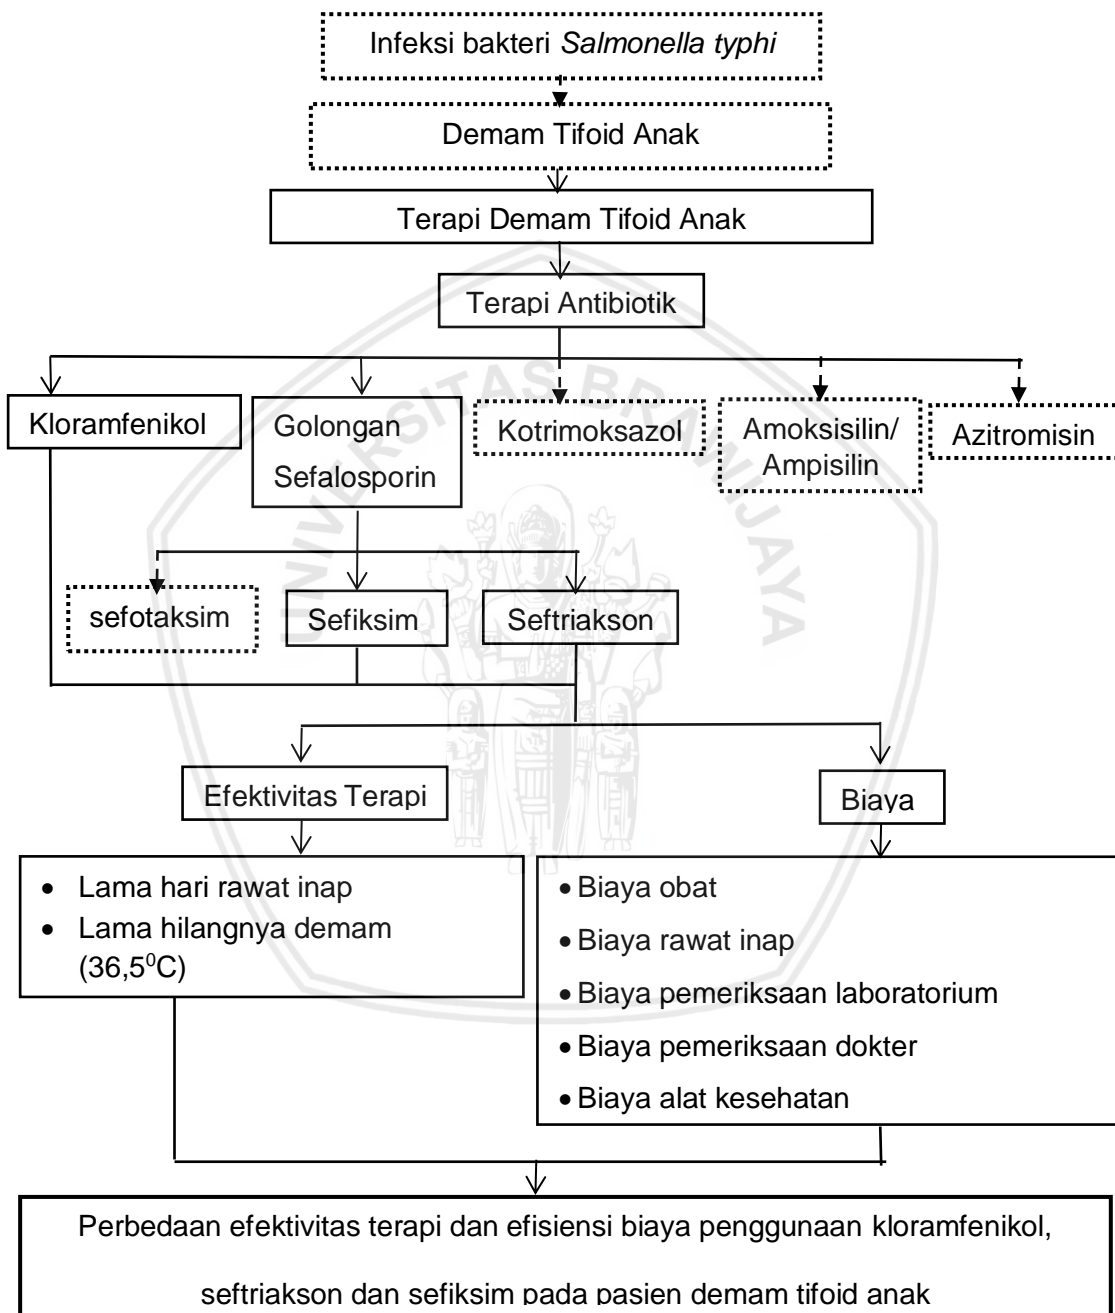 Infeksi bakteri Salmonella typhi
Demam Tifoid Anak
Terapi Demam Tifoid Anak
Terapi Antibiotik
Kloramfenikol
Golongan
Sefalosporin
Kotrimoksazol
Amoksisilin/
Ampisilin
Azitromisin
sefotaksim
Sefiksim
Seftriakson
UNIVERSITAS BRAWIJAYA
Efektivitas Terapi
Biaya
• Lama hari rawat inap
• Lama hilangnya demam
(36,5⁰C)
• Biaya obat
• Biaya rawat inap
• Biaya pemeriksaan laboratorium
• Biaya pemeriksaan dokter
• Biaya alat kesehatan
Perbedaan efektivitas terapi dan efisiensi biaya penggunaan kloramfenikol,
seftriakson dan sefiksim pada pasien demam tifoid anak